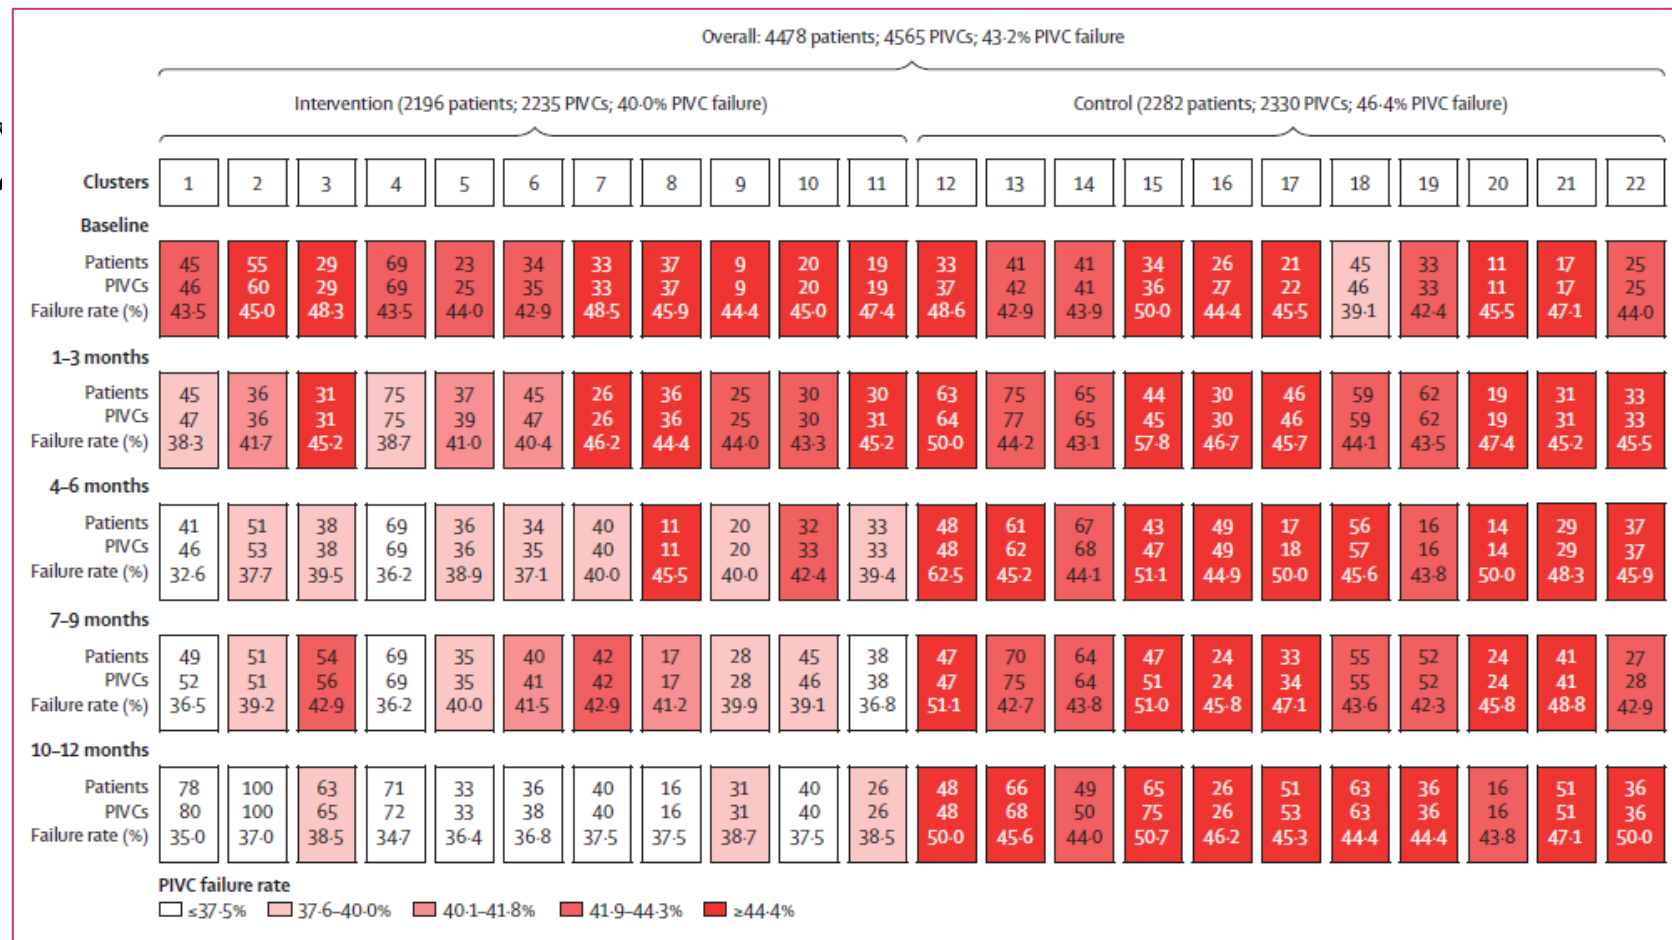 Overall: 4478 patients; 4565 PIVCs; 43·2% PIVC failure
Intervention (2196 patients; 2235 PIVCs; 40·0% PIVC failure) Control (2282 patients; 2330 PIVCs; 46·4% PIVC failure)
Clusters 1 2 3 4 5 6 7 8 9 10 11 12 13 14 15 16 17 18 19 20 21 22
Baseline
Patients 45 55 29 69 23 34 33 37 9 20 19 33 41 41 34 26 21 45 33 11 17 25
PIVCs 46 60 29 69 25 35 33 37 9 20 19 37 42 41 36 27 22 46 33 11 17 25
Failure rate (%) 43·5 45·0 48·3 43·5 44·0 42·9 48·5 45·9 44·4 45·0 47·4 48·6 42·9 43·9 50·0 44·4 45·5 39·1 42·4 45·5 47·1 44·0
1–3 months
Patients 45 36 31 75 37 45 26 36 25 30 30 63 75 65 44 30 46 59 62 19 31 33
PIVCs 47 36 31 75 39 47 26 36 25 30 31 64 77 65 45 30 46 59 62 19 31 33
Failure rate (%) 38·3 41·7 45·2 38·7 41·0 40·4 46·2 44·4 44·0 43·3 45·2 50·0 44·2 43·1 57·8 46·7 45·7 44·1 43·5 47·4 45·2 45·5
4–6 months
Patients 41 51 38 69 36 34 40 11 20 32 33 48 61 67 43 49 17 56 16 14 29 37
PIVCs 46 53 38 69 36 35 40 11 20 33 33 48 62 68 47 49 18 57 16 14 29 37
Failure rate (%) 32·6 37·7 39·5 36·2 38·9 37·1 40·0 45·5 40·0 42·4 39·4 62·5 45·2 44·1 51·1 44·9 50·0 45·6 43·8 50·0 48·3 45·9
7–9 months
Patients 49 51 54 69 35 40 42 17 28 45 38 47 70 64 47 24 33 55 52 24 41 27
PIVCs 52 51 56 69 35 41 42 17 28 46 38 47 75 64 51 24 34 55 52 24 41 28
Failure rate (%) 36·5 39·2 42·9 36·2 40·0 41·5 42·9 41·2 39·9 39·1 36·8 51·1 42·7 43·8 51·0 45·8 47·1 43·6 42·3 45·8 48·8 42·9
10–12 months
Patients 78 100 63 71 33 36 40 16 31 40 26 48 66 49 65 26 51 63 36 16 51 36
PIVCs 80 100 65 72 33 38 40 16 31 40 26 48 68 50 75 26 53 63 36 16 51 36
Failure rate (%) 35·0 37·0 38·5 34·7 36·4 36·8 37·5 37·5 38·7 37·5 38·5 50·0 45·6 44·0 50·7 46·2 45·3 44·4 44·4 43·8 47·1 50·0
PIVC failure rate
≤37·5% 37·6–40·0% 40·1–41·8% 41·9–44·3% ≥44·4%